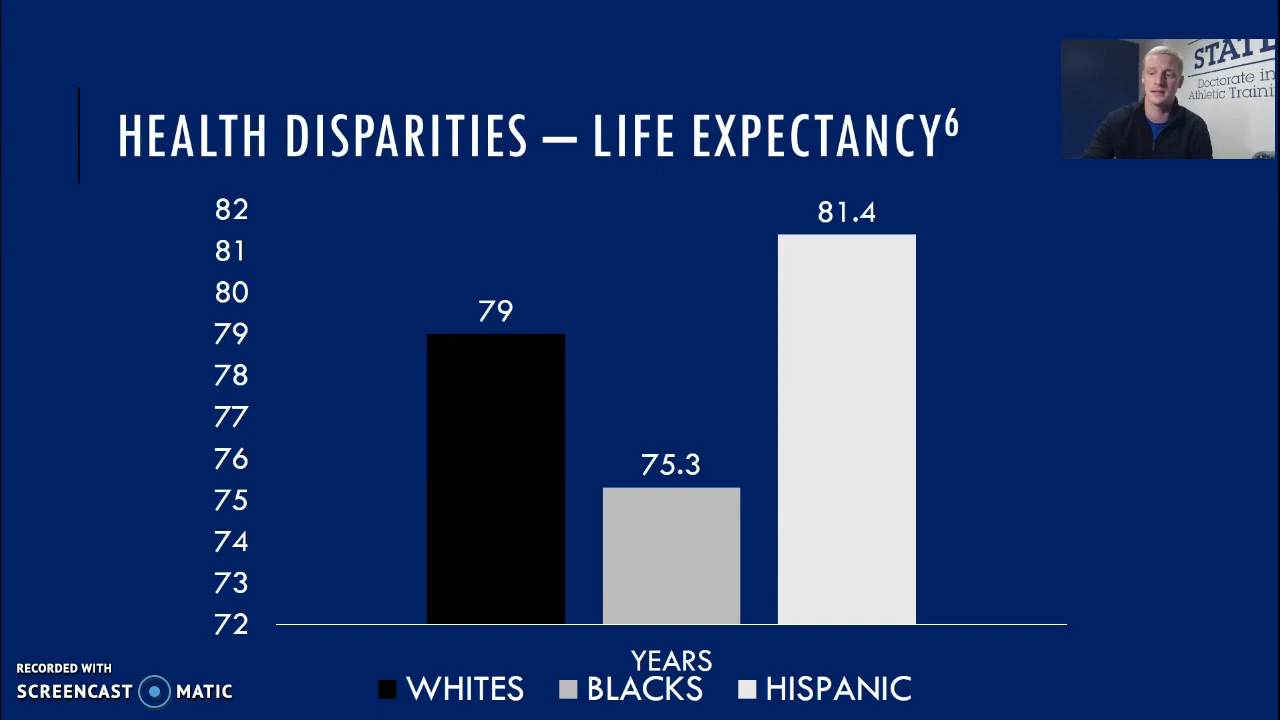 STATE
Doctorate in
Athletic Traini
HEALTH DISPARITIES – LIFE EXPECTANCY6
82
81
80
79
78
77
76
75
74
73
72
79
75.3
81.4
YEARS
WHITES BLACKS HISPANIC
RECORDED WITH
SCREENCAST MATIC